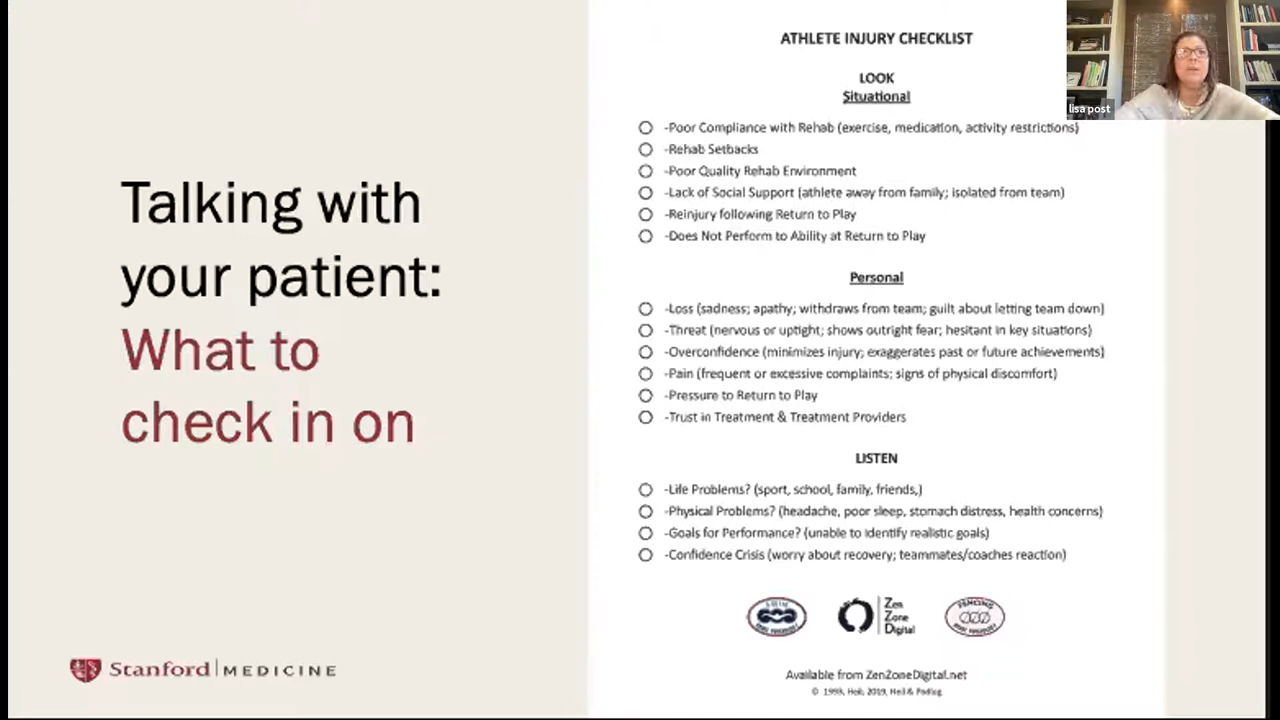 Talking with
your patient:
What to
check in on
Stanford MEDICINE
ATHLETE INJURY CHECKLIST
LOOK
Situational
-Poor Compliance with Rehab (exercise, medication, activity restrictions)
-Rehab Setbacks
-Poor Quality Rehab Environment
-Lack of Social Support (athlete away from family; isolated from team)
-Reinjury following Return to Play
-Does Not Perform to Ability at Return to Play
Personal
-Loss (sadness; apathy; withdraws from team; guilt about letting team down)
-Threat (nervous or uptight; shows outright fear; hesitant in key situations)
-Overconfidence (minimizes injury; exaggerates past or future achievements)
-Pain (frequent or excessive complaints; signs of physical discomfort)
-Pressure to Return to Play
-Trust in Treatment & Treatment Providers
LISTEN
-Life Problems? (sport, school, family, friends,)
-Physical Problems? (headache, poor sleep, stomach distress, health concerns)
-Goals for Performance? (unable to identify realistic goals)
-Confidence Crisis (worry about recovery; teammates/coaches reaction)
Zen
Zone
Digital
FENCING
Available from ZenZoneDigital.net
© 1993, Heil; 2019, Heil & Podlog
lisa post